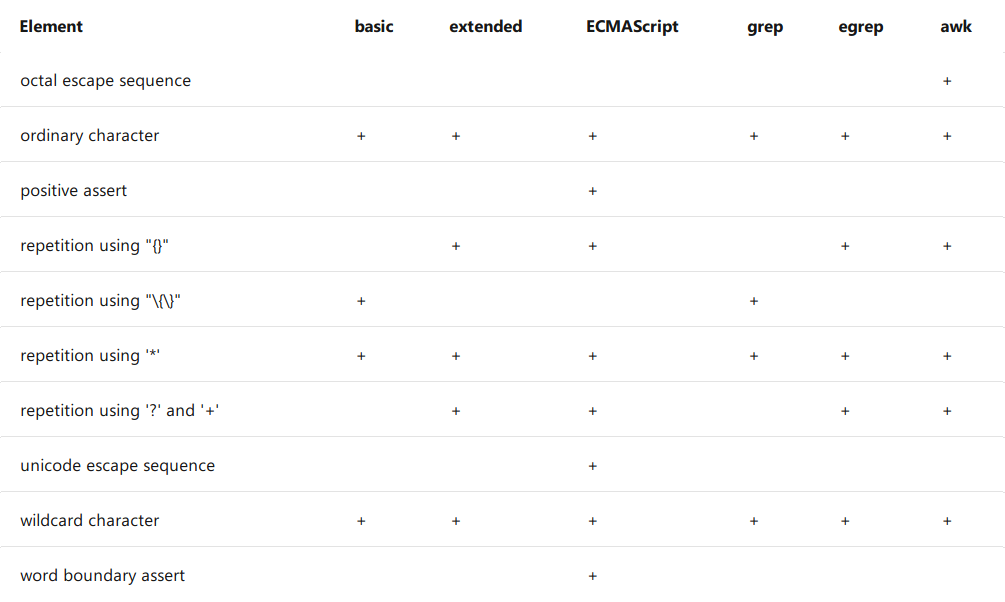 Element basic extended ECMAScript grep egrep awk
octal escape sequence +
ordinary character + + + + + +
positive assert +
repetition using "{}" + + + +
repetition using "\{\}" + +
repetition using '*' + + + + + +
repetition using '?' and '+' + + + +
unicode escape sequence +
wildcard character + + + + + +
word boundary assert +